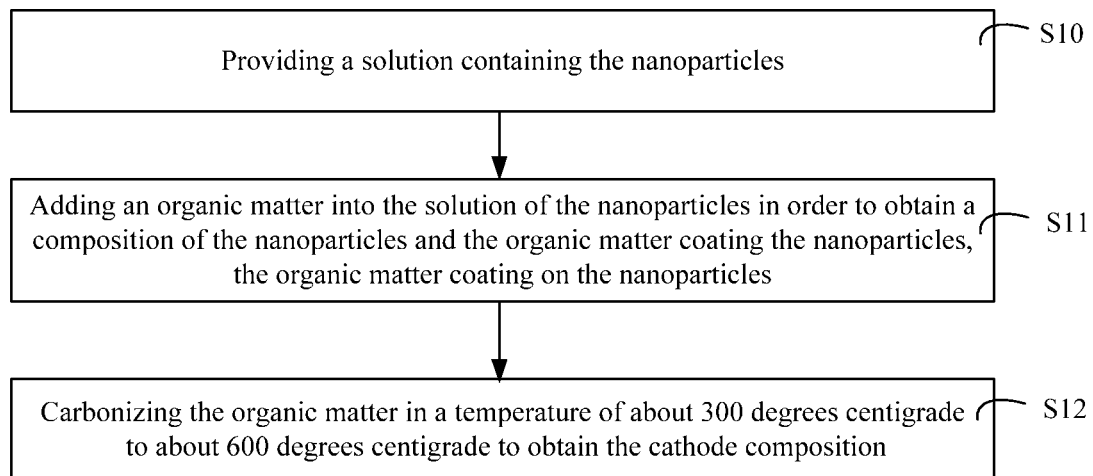 Providing a solution containing the nanoparticles
S10
Adding an organic matter into the solution of the nanoparticles in order to obtain a
composition of the nanoparticles and the organic matter coating the nanoparticles,
the organic matter coating on the nanoparticles
S11
Carbonizing the organic matter in a temperature of about 300 degrees centigrade
to about 600 degrees centigrade to obtain the cathode composition
S12